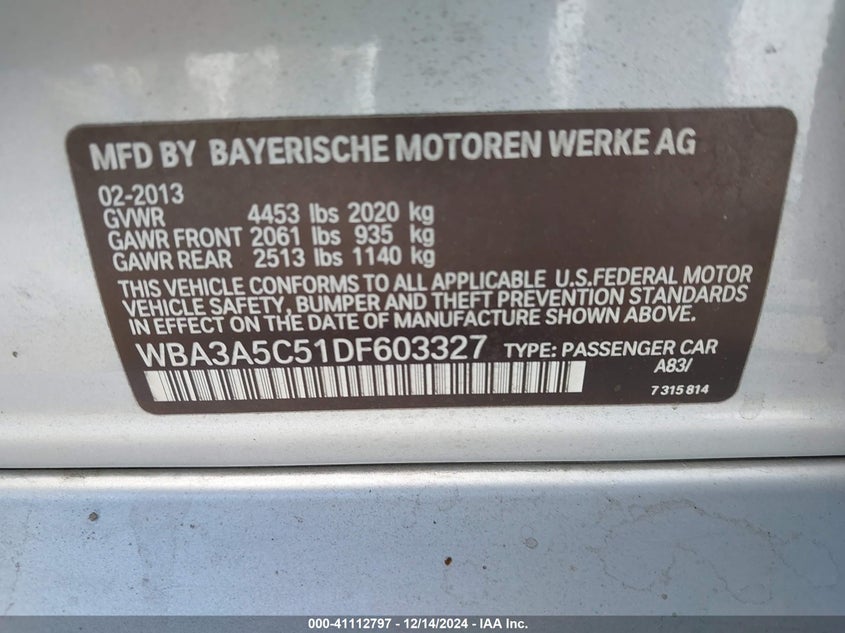 MFD BY BAYERISCHE MOTOREN WERKE AG
02-2013
GVWR 4453 lbs 2020 kg
GAWR FRONT 2061 lbs 935 kg
GAWR REAR 2513 lbs 1140 kg
THIS VEHICLE CONFORMS TO ALL APPLICABLE U.S.FEDERAL MOTOR
VEHICLE SAFETY, BUMPER AND THEFT PREVENTION STANDARDS
IN EFFECT ON THE DATE OF MANUFACTURE SHOWN ABOVE.
WBA3A5C51DF603327 TYPE: PASSENGER CAR
A83/
7 315 814
000-41112797 - 12/14/2024 - IAA Inc.